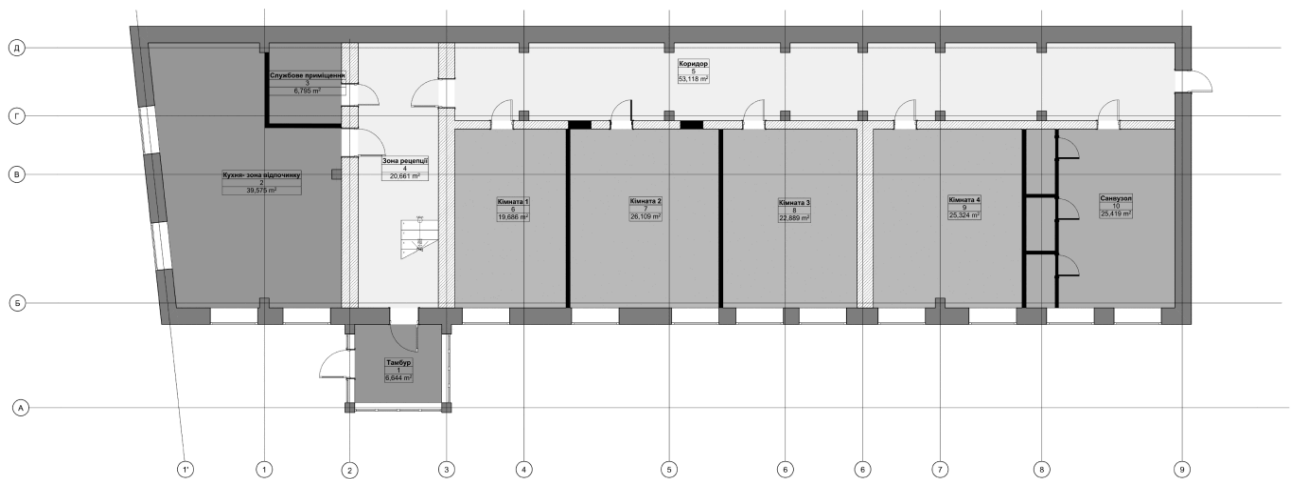 Д
Г
В
Б
А
Службове приміщення
3
6,795 m²
Коридор
5
53,118 m²
Кухня- зона відпочинку
2
39,575 m²
Зона рецепції
4
20,661 m²
Кімната 1
6
19,686 m²
Кімната 2
7
26,109 m²
Кімната 3
8
22,889 m²
Кімната 4
9
25,324 m²
Санвузол
10
25,419 m²
Тамбур
1
6,644 m²
1'
1
2
3
4
5
6
6
7
8
9